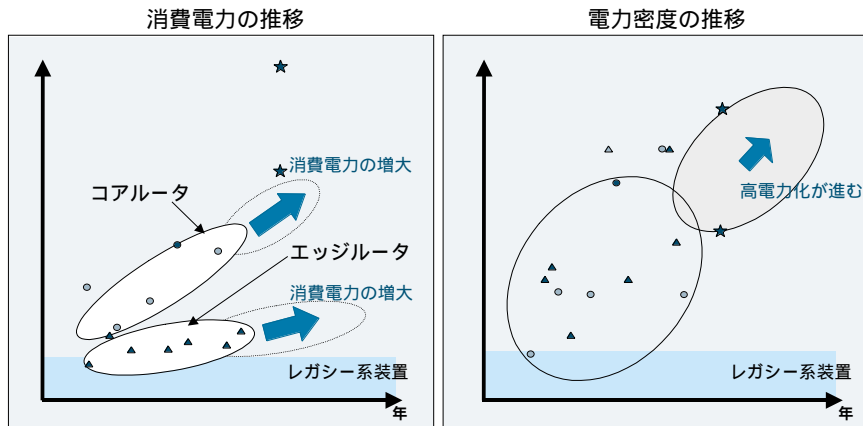 消費電力の推移
消費電力の増大
コアルータ
エッジルータ
消費電力の増大
レガシー系装置
年
電力密度の推移
高電力化が進む
レガシー系装置
年